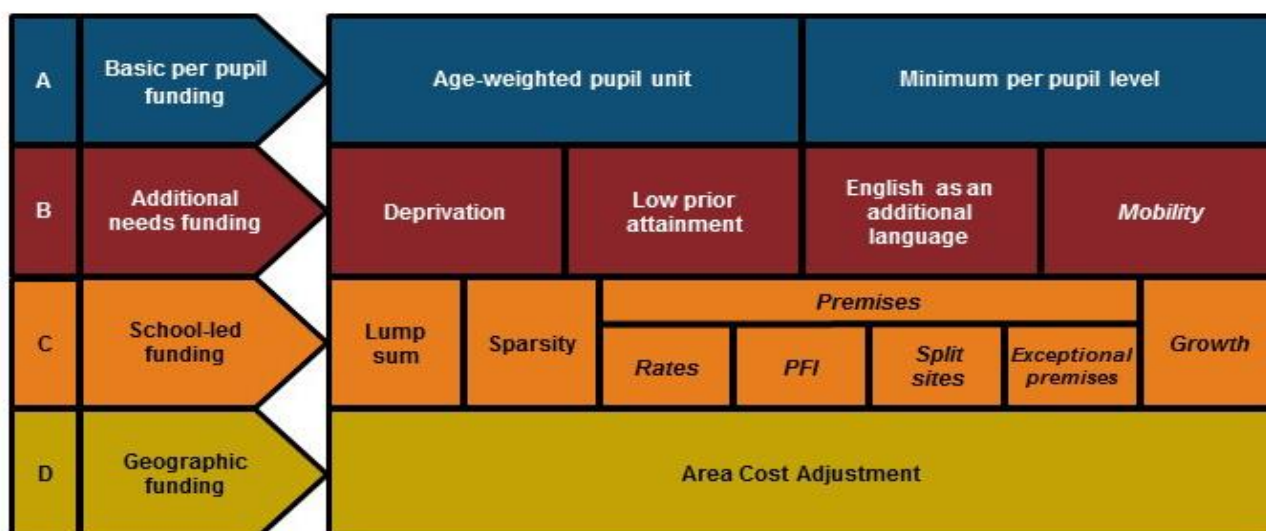 A
Basic per pupil
funding
Age-weighted pupil unit
Minimum per pupil level
B
Additional
needs funding
Deprivation
Low prior
attainment
English as an
additional
language
Mobility
C
School-led
funding
Lump
sum
Sparsity
Premises
Rates
PFI
Split
sites
Exceptional
premises
Growth
D
Geographic
funding
Area Cost Adjustment